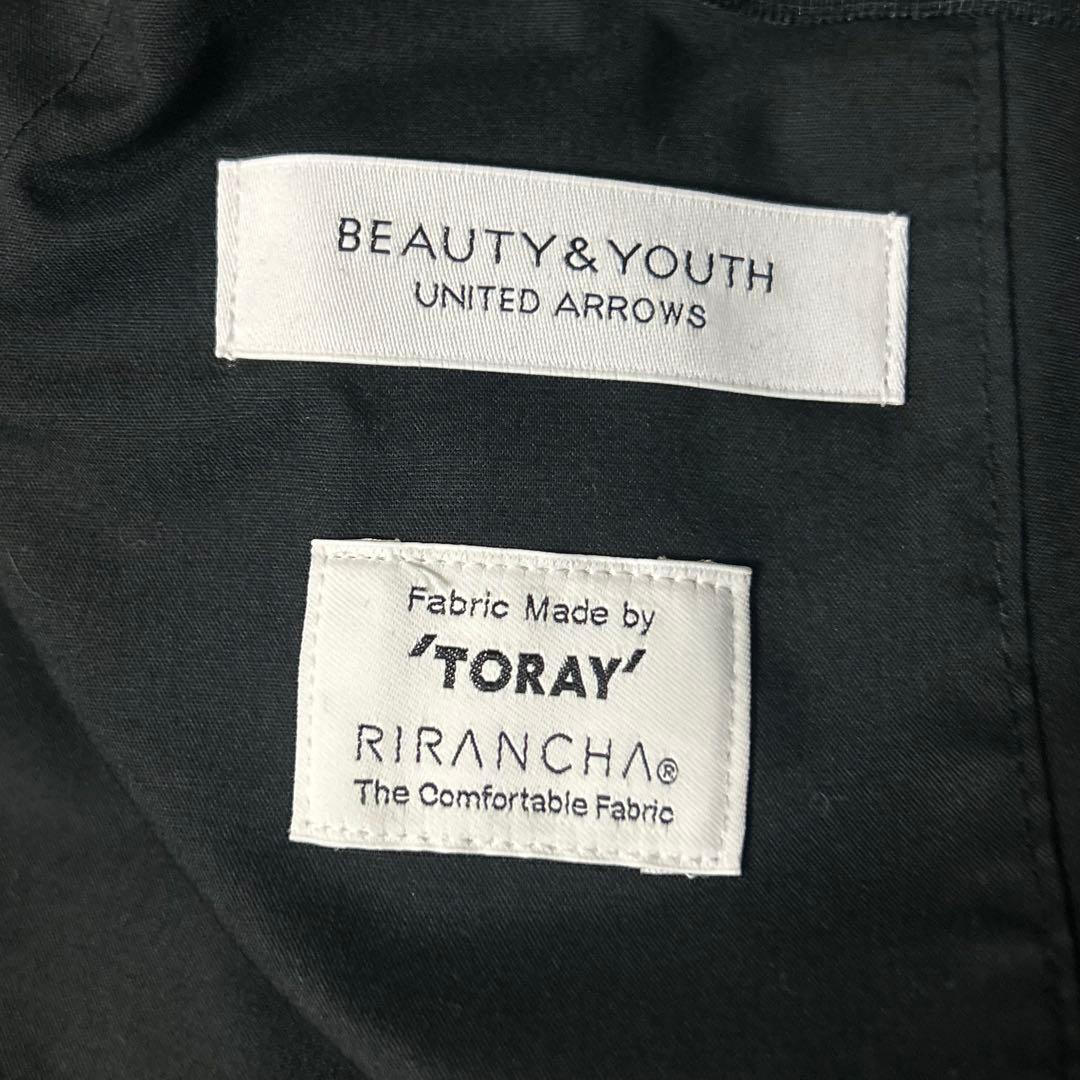 BEAUTY&YOUTH
UNITED ARROWS
Fabric Made by
'TORAY'
RIRANCHA®
The Comfortable Fabric